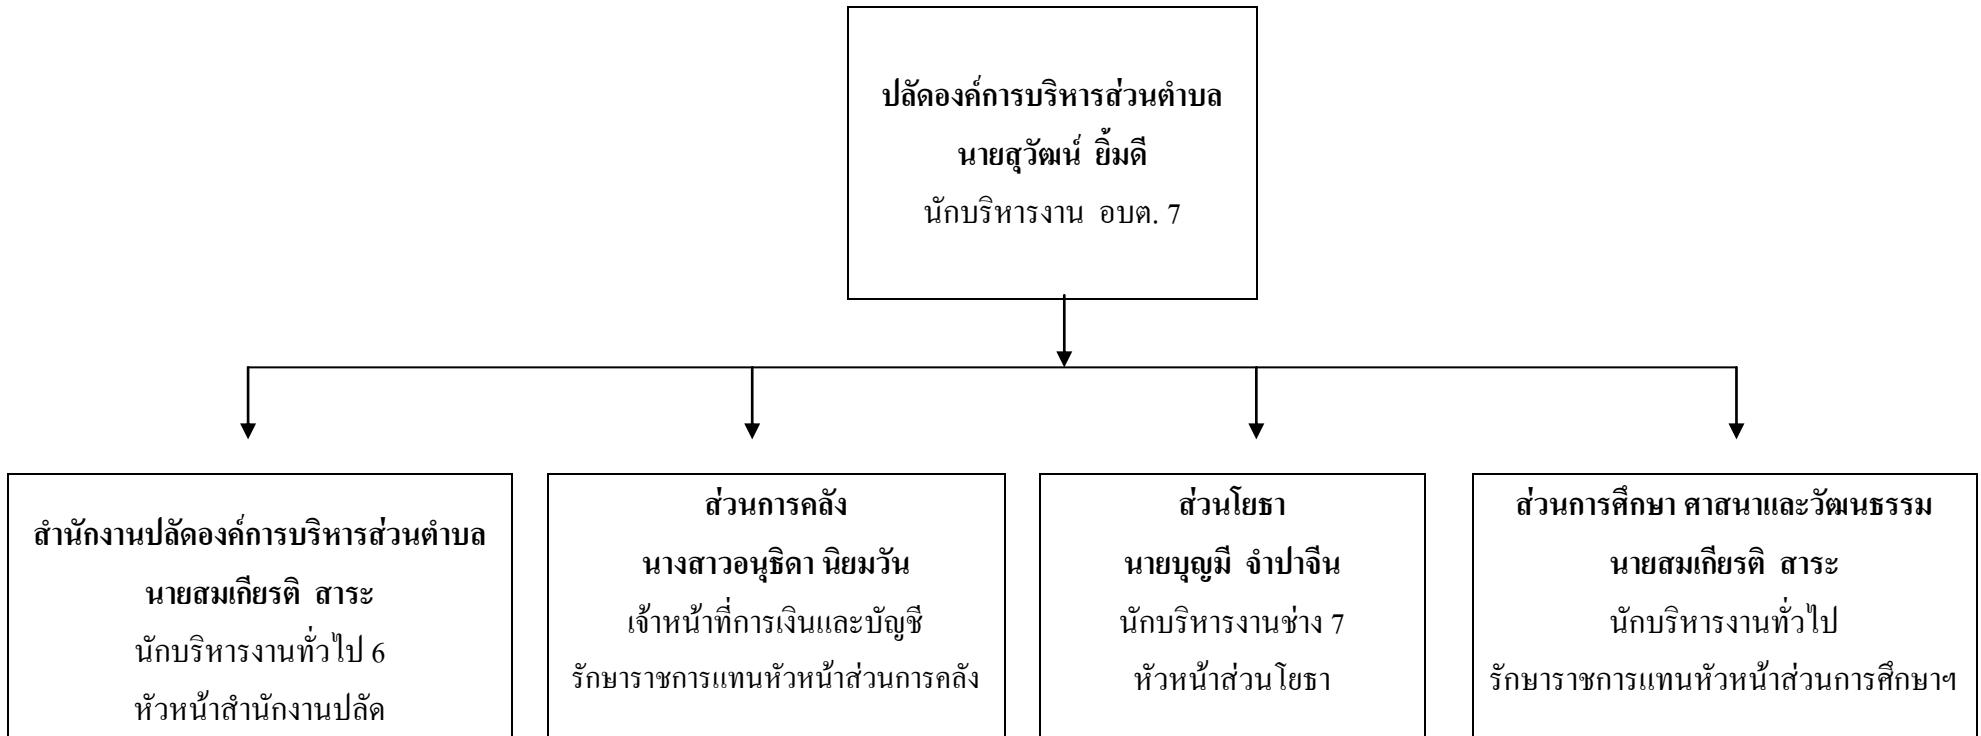 ปลัดองค์การบริหารส่วนตำบล
นายสุวัฒน์ ยิ้มดี
นักบริหารงาน อบต. 7
สำนักงานปลัดองค์การบริหารส่วนตำบล
นายสมเกียรติ สาระ
นักบริหารงานทั่วไป 6
หัวหน้าสำนักงานปลัด
ส่วนการคลัง
นางสาวอนุธิดา นิยมวัน
เจ้าหน้าที่การเงินและบัญชี
รักษาราชการแทนหัวหน้าส่วนการคลัง
ส่วนโยธา
นายบุญมี จำปาจีน
นักบริหารงานช่าง 7
หัวหน้าส่วนโยธา
ส่วนการศึกษา ศาสนาและวัฒนธรรม
นายสมเกียรติ สาระ
นักบริหารงานทั่วไป
รักษาราชการแทนหัวหน้าส่วนการศึกษาฯ